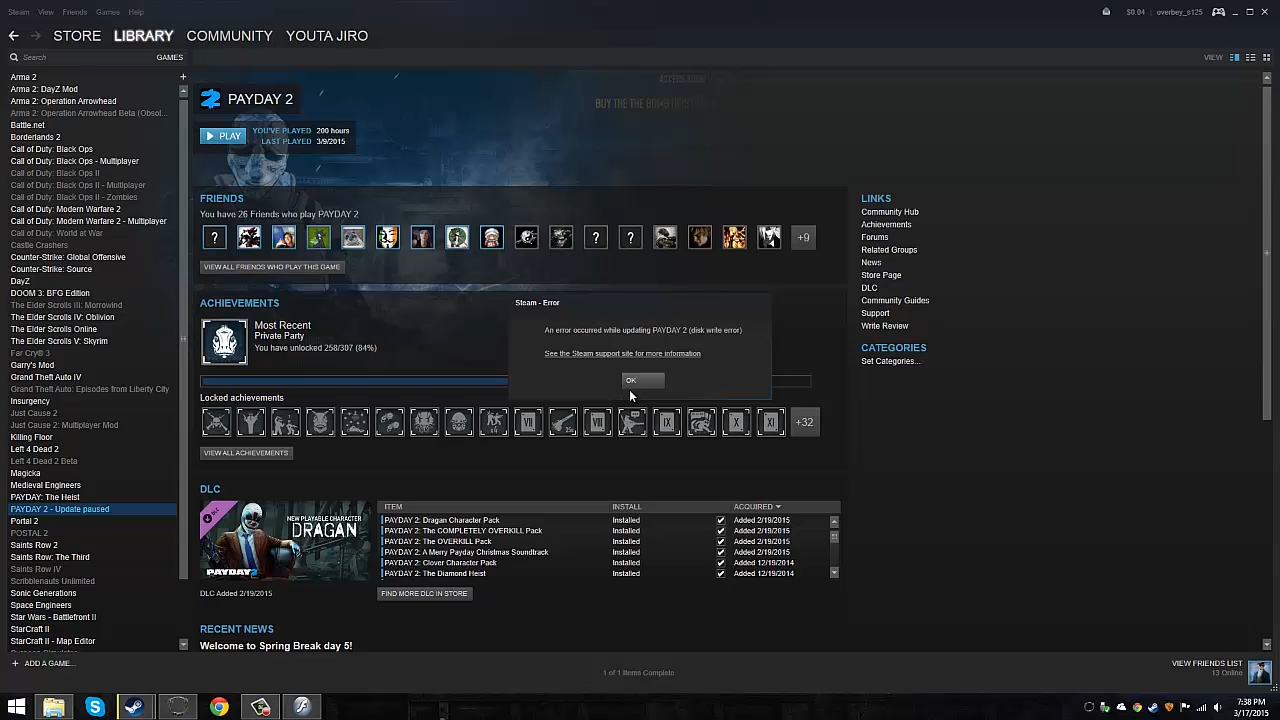 Steam View Friends Games Help
$0.04 overbey_s125
STORE LIBRARY COMMUNITY YOUTA JIRO
Search GAMES
VIEW
Arma 2
Arma 2: DayZ Mod
Arma 2: Operation Arrowhead
Arma 2: Operation Arrowhead Beta (Obsol...
Battle.net
Borderlands 2
Call of Duty: Black Ops
Call of Duty: Black Ops - Multiplayer
Call of Duty: Black Ops II
Call of Duty: Black Ops II - Multiplayer
Call of Duty: Black Ops II - Zombies
Call of Duty: Modern Warfare 2
Call of Duty: Modern Warfare 2 - Multiplayer
Call of Duty: World at War
Castle Crashers
Counter-Strike: Global Offensive
Counter-Strike: Source
DayZ
DOOM 3: BFG Edition
The Elder Scrolls III: Morrowind
The Elder Scrolls IV: Oblivion
The Elder Scrolls Online
The Elder Scrolls V: Skyrim
Far Cry® 3
Garry's Mod
Grand Theft Auto IV
Grand Theft Auto: Episodes from Liberty City
Insurgency
Just Cause 2
Just Cause 2: Multiplayer Mod
Killing Floor
Left 4 Dead 2
Left 4 Dead 2 Beta
Magicka
Medieval Engineers
PAYDAY: The Heist
PAYDAY 2 - Update paused
Portal 2
POSTAL 2
Saints Row 2
Saints Row: The Third
Saints Row IV
Scribblenauts Unlimited
Sonic Generations
Space Engineers
Star Wars - Battlefront II
StarCraft II
StarCraft II - Map Editor
+ ADD A GAME...
PAYDAY 2
BUY THE THE
PLAY
YOU'VE PLAYED 200 hours
LAST PLAYED 3/9/2015
FRIENDS
You have 26 Friends who play PAYDAY 2
+9
VIEW ALL FRIENDS WHO PLAY THIS GAME
ACHIEVEMENTS
Most Recent
Private Party
You have unlocked 258/307 (84%)
Locked achievements
VII VIII IX X XI +32
VIEW ALL ACHIEVEMENTS
Steam - Error
An error occurred while updating PAYDAY 2 (disk write error)
See the Steam support site for more information
OK
DLC
NEW PLAYABLE CHARACTER
DRAGAN
PAYDAY 2
DLC Added 2/19/2015
ITEM INSTALL ACQUIRED
PAYDAY 2: Dragan Character Pack Installed Added 2/19/2015
PAYDAY 2: The COMPLETELY OVERKILL Pack Installed Added 2/19/2015
PAYDAY 2: The OVERKILL Pack Installed Added 2/19/2015
PAYDAY 2: A Merry Payday Christmas Soundtrack Installed Added 2/19/2015
PAYDAY 2: Clover Character Pack Installed Added 12/19/2014
PAYDAY 2: The Diamond Heist Installed Added 12/19/2014
FIND MORE DLC IN STORE
RECENT NEWS
Welcome to Spring Break day 5!
LINKS
Community Hub
Achievements
Forums
Related Groups
News
Store Page
DLC
Community Guides
Support
Write Review
CATEGORIES
Set Categories...
1 of 1 Items Complete
VIEW FRIENDS LIST
13 Online
7:38 PM
3/17/2015